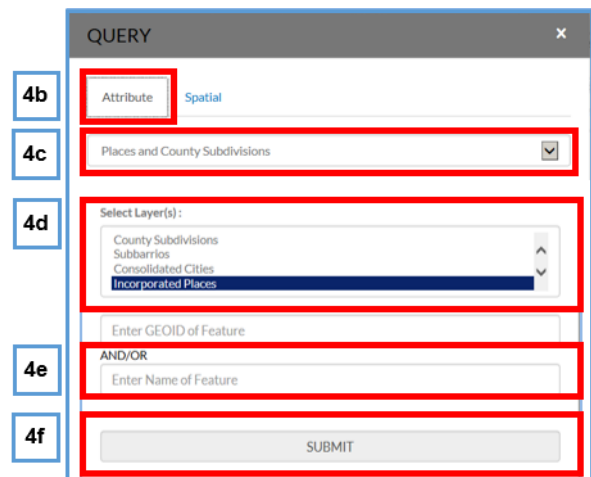 QUERY ×
4b
Attribute Spatial
4c
Places and County Subdivisions
4d
Select Layer(s) :
County Subdivisions
Subbarrios
Consolidated Cities
Incorporated Places
Enter GEOID of Feature
AND/OR
4e
Enter Name of Feature
4f
SUBMIT